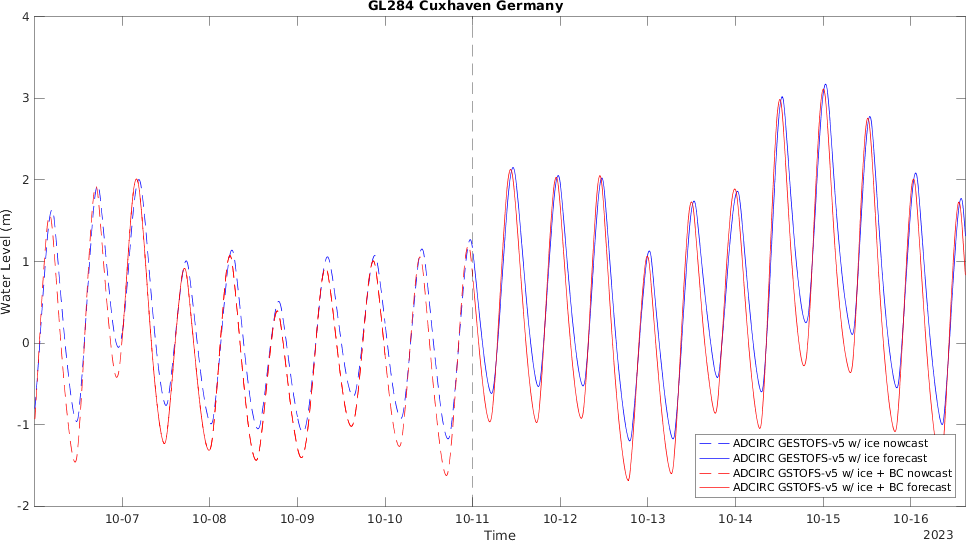 GL284 Cuxhaven Germany
4
3
2
1
0
-1
-2
Water Level (m)
10-07 10-08 10-09 10-10 10-11 10-12 10-13 10-14 10-15 10-16
Time
2023
ADCIRC GESTOFS-v5 w/ ice nowcast
ADCIRC GESTOFS-v5 w/ ice forecast
ADCIRC GSTOFS-v5 w/ ice + BC nowcast
ADCIRC GSTOFS-v5 w/ ice + BC forecast